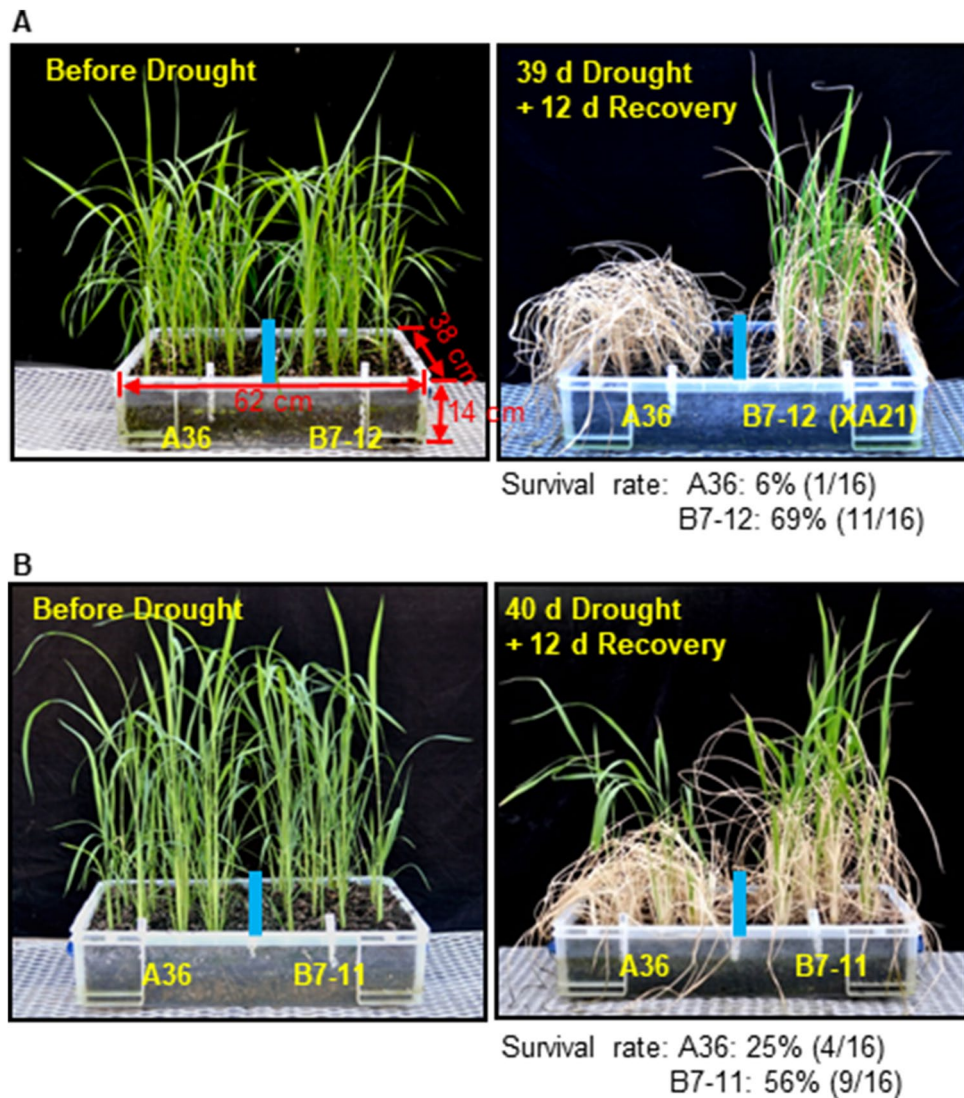 A
Before Drought
38 cm
62 cm
14 cm
A36
B7-12
39 d Drought
+ 12 d Recovery
A36
B7-12 (XA21)
Survival rate: A36: 6% (1/16)
B7-12: 69% (11/16)
B
Before Drought
A36
B7-11
40 d Drought
+ 12 d Recovery
A36
B7-11
Survival rate: A36: 25% (4/16)
B7-11: 56% (9/16)